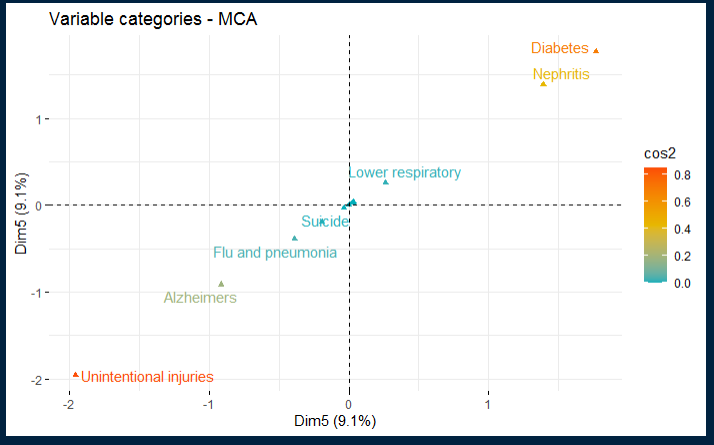 Variable categories - MCA
Diabetes
Nephritis
Lower respiratory
Suicide
Flu and pneumonia
Alzheimers
Unintentional injuries
1
0
-1
-2
Dim5 (9.1%)
-2
-1
0
1
Dim5 (9.1%)
cos2
0.8
0.6
0.4
0.2
0.0